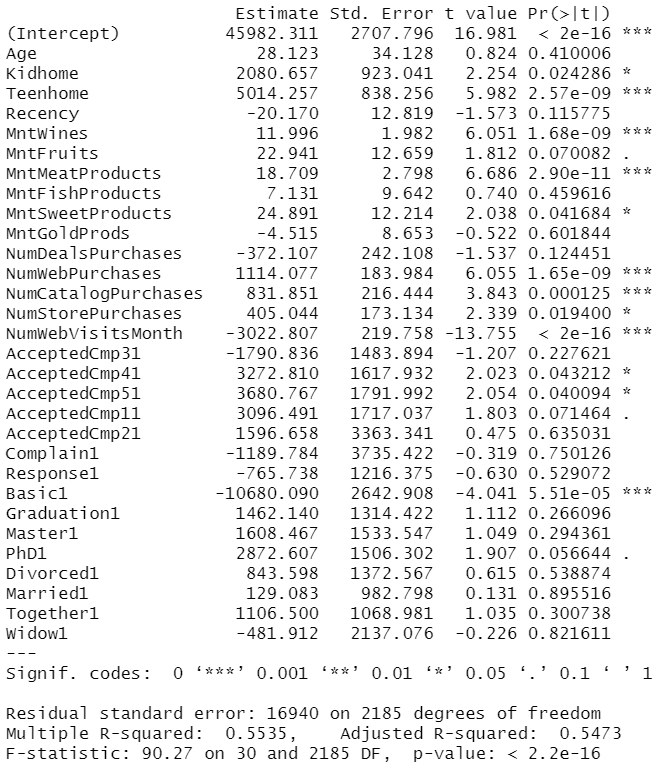 Estimate Std. Error t value Pr(>|t|)
(Intercept) 45982.311 2707.796 16.981 < 2e-16 ***
Age 28.123 34.128 0.824 0.410006
Kidhome 2080.657 923.041 2.254 0.024286 *
Teenhome 5014.257 838.256 5.982 2.57e-09 ***
Recency -20.170 12.819 -1.573 0.115775
MntWines 11.996 1.982 6.051 1.68e-09 ***
MntFruits 22.941 12.659 1.812 0.070082 .
MntMeatProducts 18.709 2.798 6.686 2.90e-11 ***
MntFishProducts 7.131 9.642 0.740 0.459616
MntSweetProducts 24.891 12.214 2.038 0.041684 *
MntGoldProds -4.515 8.653 -0.522 0.601844
NumDealsPurchases -372.107 242.108 -1.537 0.124451
NumWebPurchases 1114.077 183.984 6.055 1.65e-09 ***
NumCatalogPurchases 831.851 216.444 3.843 0.000125 ***
NumStorePurchases 405.044 173.134 2.339 0.019400 *
NumWebVisitsMonth -3022.807 219.758 -13.755 < 2e-16 ***
AcceptedCmp31 -1790.836 1483.894 -1.207 0.227621
AcceptedCmp41 3272.810 1617.932 2.023 0.043212 *
AcceptedCmp51 3680.767 1791.992 2.054 0.040094 *
AcceptedCmp11 3096.491 1717.037 1.803 0.071464 .
AcceptedCmp21 1596.658 3363.341 0.475 0.635031
Complain1 -1189.784 3735.422 -0.319 0.750126
Response1 -765.738 1216.375 -0.630 0.529072
Basic1 -10680.090 2642.908 -4.041 5.51e-05 ***
Graduation1 1462.140 1314.422 1.112 0.266096
Master1 1608.467 1533.547 1.049 0.294361
PhD1 2872.607 1506.302 1.907 0.056644 .
Divorced1 843.598 1372.567 0.615 0.538874
Married1 129.083 982.798 0.131 0.895516
Together1 1106.500 1068.981 1.035 0.300738
Widow1 -481.912 2137.076 -0.226 0.821611
---
Signif. codes: 0 ‘***’ 0.001 ‘**’ 0.01 ‘*’ 0.05 ‘.’ 0.1 ‘ ’ 1
Residual standard error: 16940 on 2185 degrees of freedom
Multiple R-squared: 0.5535, Adjusted R-squared: 0.5473
F-statistic: 90.27 on 30 and 2185 DF, p-value: < 2.2e-16